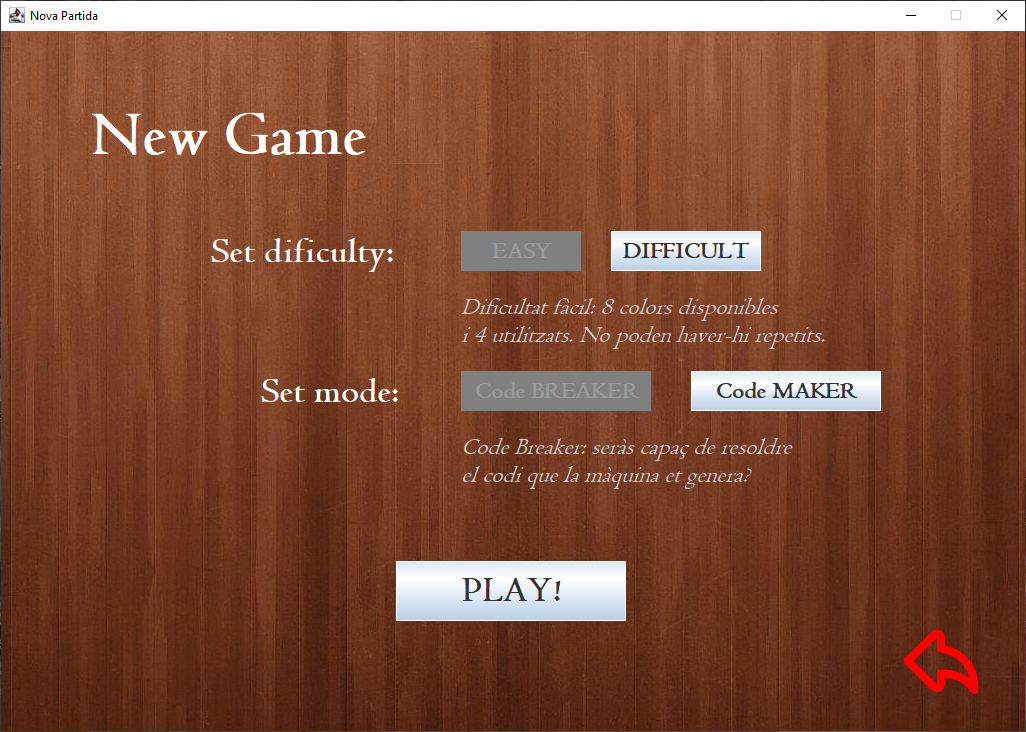 Nova Partida
New Game
Set dificulty:
EASY
DIFFICULT
Dificultat fàcil: 8 colors disponibles
i 4 utilitzats. No poden haver-hi repetits.
Set mode:
Code BREAKER
Code MAKER
Code Breaker: seràs capaç de resoldre
el codi que la màquina et genera?
PLAY!